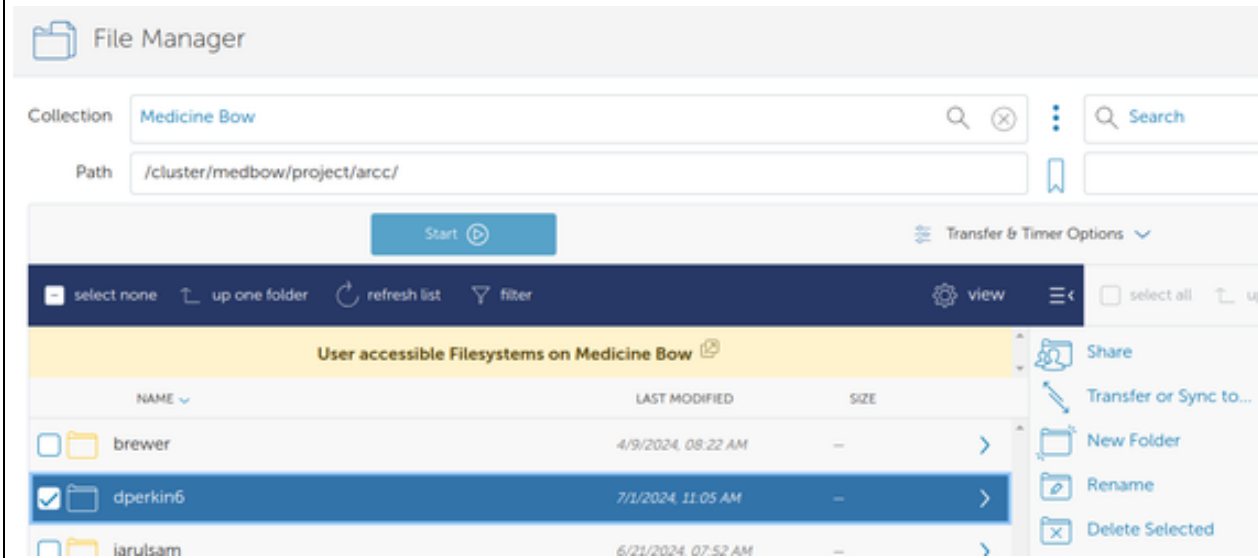 File Manager
Collection Medicine Bow Search
Path /cluster/medbow/project/arcc/
Start Transfer & Timer Options
select none up one folder refresh list filter view select all
User accessible Filesystems on Medicine Bow
NAME LAST MODIFIED SIZE
Share
Transfer or Sync to...
brewer 4/9/2024, 08:22 AM —
New Folder
dperkin6 7/1/2024, 11:05 AM —
Rename
Delete Selected
jarulsam 6/21/2024, 07:52 AM —